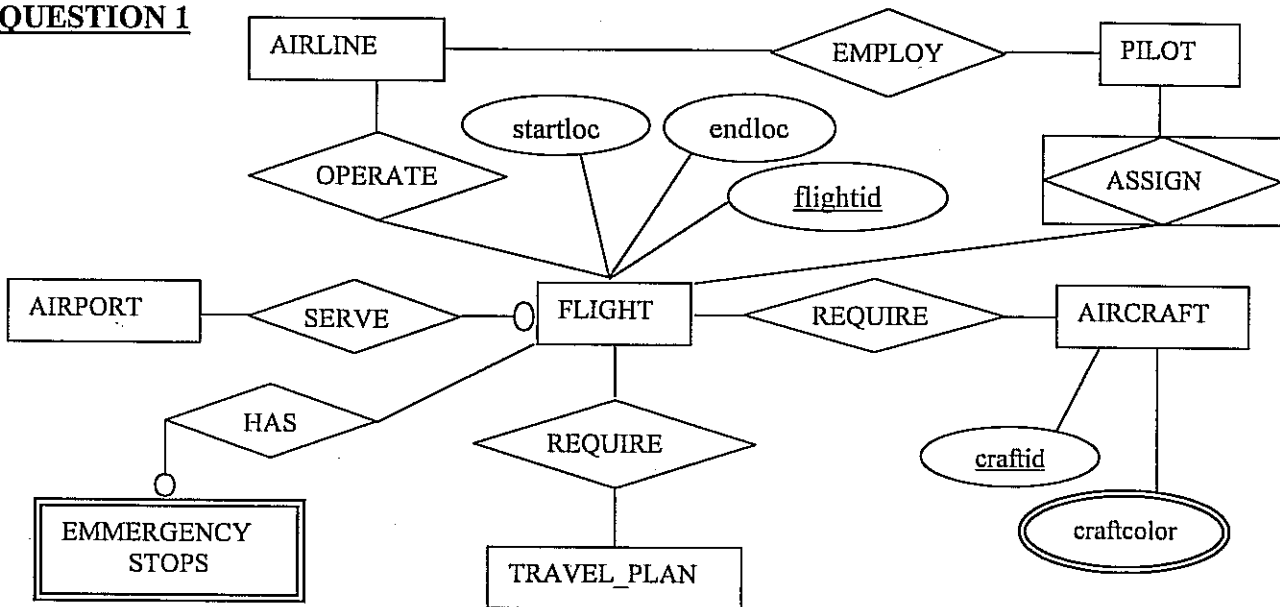 QUESTION 1
AIRLINE
EMPLOY
PILOT
startloc
endloc
OPERATE
flightid
ASSIGN
AIRPORT
SERVE
FLIGHT
REQUIRE
AIRCRAFT
HAS
REQUIRE
craftid
EMMERGENCY
STOPS
craftcolor
TRAVEL_PLAN